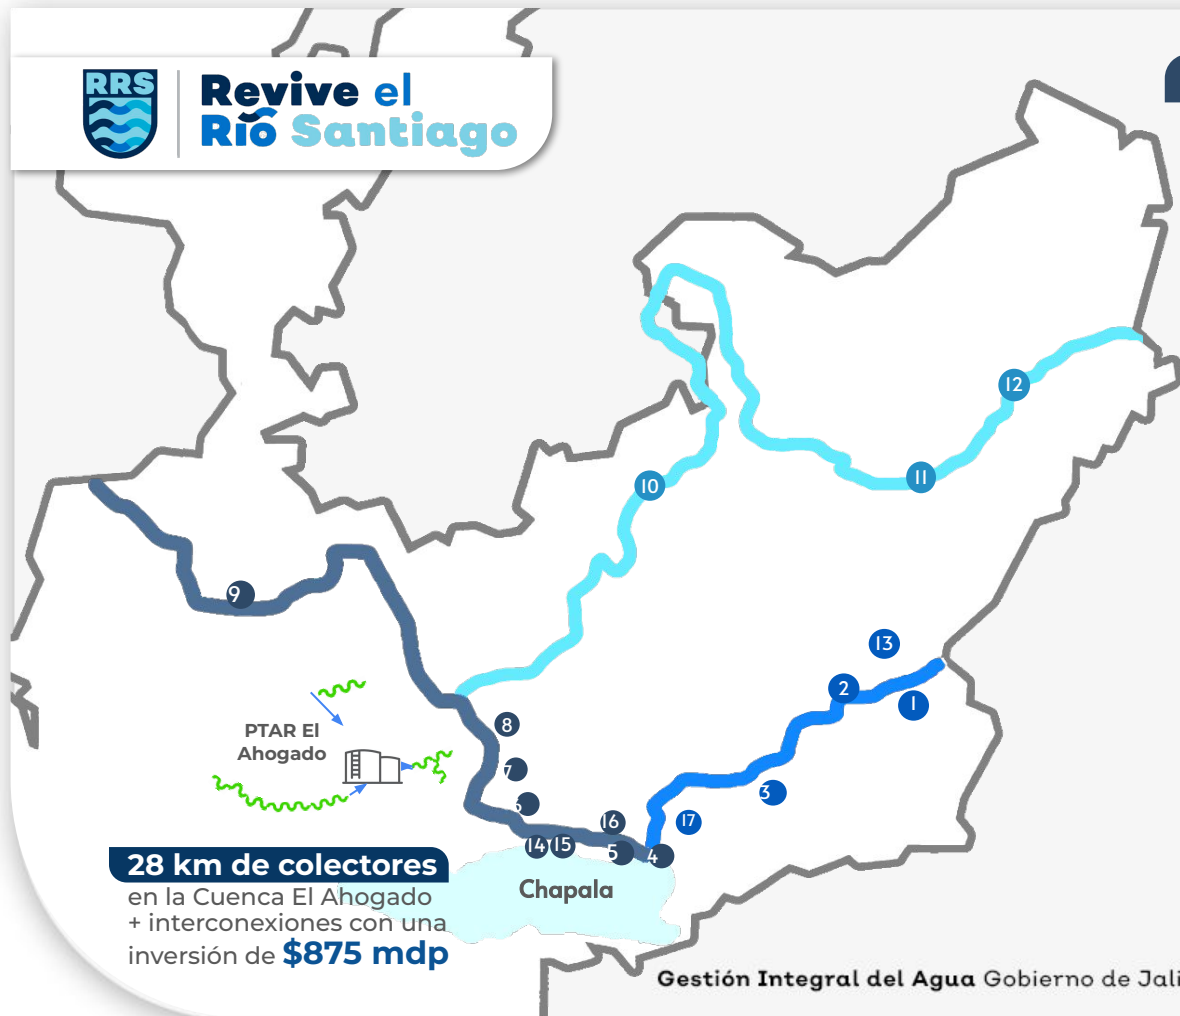 RRS
Revive el
Río Santiago
12
11
10
9
13
2
1
8
PTAR El
Ahogado
7
3
6
16
17
14
15
5
4
28 km de colectores
en la Cuenca El Ahogado
+ interconexiones con una
inversión de $875 mdp
Chapala
Gestión Integral del Agua Gobierno de Jali